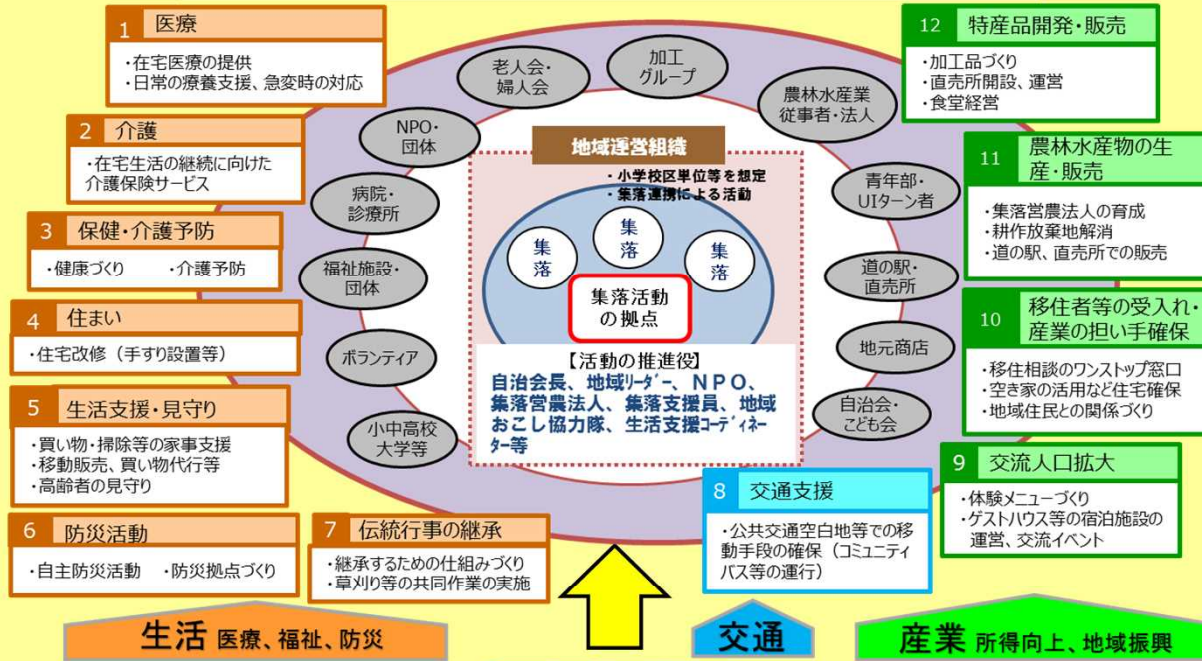 1 医療
・在宅医療の提供
・日常の療養支援、急変時の対応
2 介護
・在宅生活の継続に向けた
介護保険サービス
3 保健・介護予防
・健康づくり ・介護予防
4 住まい
・住宅改修（手すり設置等）
5 生活支援・見守り
・買い物・掃除等の家事支援
・移動販売、買い物代行等
・高齢者の見守り
6 防災活動
・自主防災活動 ・防災拠点づくり
7 伝統行事の継承
・継承するための仕組みづくり
・草刈り等の共同作業の実施
老人会・
婦人会
加工
グループ
農林水産業
従事者・法人
NPO・
団体
病院・
診療所
福祉施設・
団体
ボランティア
小中高校
大学等
青年部・
UIターン者
道の駅・
直売所
地元商店
自治会・
こども会
地域運営組織
・小学校区単位等を想定
・集落連携による活動
集落
集落
集落
集落活動
の拠点
【活動の推進役】
自治会長、地域ﾘｰﾀﾞｰ、ＮＰＯ、
集落営農法人、集落支援員、地域
おこし協力隊、生活支援ｺｰﾃﾞｨﾈｰ
ﾀｰ等
8 交通支援
・公共交通空白地等での移
動手段の確保（コミュニティ
バス等の運行）
12 特産品開発・販売
・加工品づくり
・直売所開設、運営
・食堂経営
11 農林水産物の生
産・販売
・集落営農法人の育成
・耕作放棄地解消
・道の駅、直売所での販売
10 移住者等の受入れ・
産業の担い手確保
・移住相談のワンストップ窓口
・空き家の活用など住宅確保
・地域住民との関係づくり
9 交流人口拡大
・体験メニューづくり
・ゲストハウス等の宿泊施設の
運営、交流イベント
生活 医療、福祉、防災
交通
産業 所得向上、地域振興